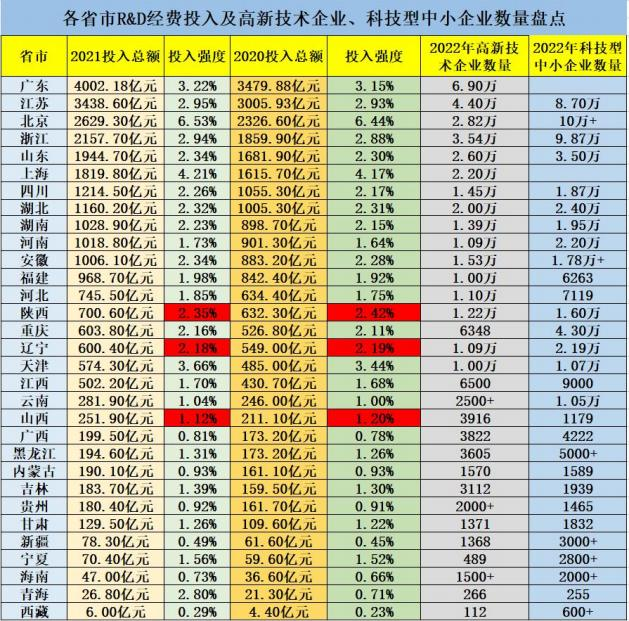 各省市R&D经费投入及高新技术企业、科技型中小企业数量盘点
省市 2021投入总额 投入强度 2020投入总额 投入强度 2022年高新技术企业数量 2022年科技型中小企业数量
广东 4002.18亿元 3.22% 3479.88亿元 3.15% 6.90万
江苏 3438.60亿元 2.95% 3005.93亿元 2.93% 4.40万 8.70万
北京 2629.30亿元 6.53% 2326.60亿元 6.44% 2.82万 10万+
浙江 2157.70亿元 2.94% 1859.90亿元 2.88% 3.54万 9.87万
山东 1944.70亿元 2.34% 1681.90亿元 2.30% 2.60万 3.50万
上海 1819.80亿元 4.21% 1615.70亿元 4.17% 2.20万
四川 1214.50亿元 2.26% 1055.30亿元 2.17% 1.45万 1.87万
湖北 1160.20亿元 2.32% 1005.30亿元 2.31% 2.00万 2.40万
湖南 1028.90亿元 2.23% 898.70亿元 2.15% 1.39万 1.95万
河南 1018.80亿元 1.73% 901.30亿元 1.64% 1.09万 2.20万
安徽 1006.10亿元 2.34% 883.20亿元 2.28% 1.53万 1.78万+
福建 968.70亿元 1.98% 842.40亿元 1.92% 1.00万 6263
河北 745.50亿元 1.85% 634.40亿元 1.75% 1.10万 7119
陕西 700.60亿元 2.35% 632.30亿元 2.42% 1.22万 1.60万
重庆 603.80亿元 2.16% 526.80亿元 2.11% 6348 4.30万
辽宁 600.40亿元 2.18% 549.00亿元 2.19% 1.09万 2.19万
天津 574.30亿元 3.66% 485.00亿元 3.44% 1.00万 1.07万
江西 502.20亿元 1.70% 430.70亿元 1.68% 6500 9000
云南 281.90亿元 1.04% 246.00亿元 1.00% 2500+ 1.05万
山西 251.90亿元 1.12% 211.10亿元 1.20% 3916 1179
广西 199.50亿元 0.81% 173.20亿元 0.78% 3822 4222
黑龙江 194.60亿元 1.31% 173.20亿元 1.26% 3605 5000+
内蒙古 190.10亿元 0.93% 161.10亿元 0.93% 1570 1589
吉林 183.70亿元 1.39% 159.50亿元 1.30% 3112 1939
贵州 180.40亿元 0.92% 161.70亿元 0.91% 2000+ 1465
甘肃 129.50亿元 1.26% 109.60亿元 1.22% 1371 1832
新疆 78.30亿元 0.49% 61.60亿元 0.45% 1368 3000+
宁夏 70.40亿元 1.56% 59.60亿元 1.52% 489 2800+
海南 47.00亿元 0.73% 36.60亿元 0.66% 1500+ 2000+
青海 26.80亿元 2.80% 21.30亿元 0.71% 266 255
西藏 6.00亿元 0.29% 4.40亿元 0.23% 112 600+